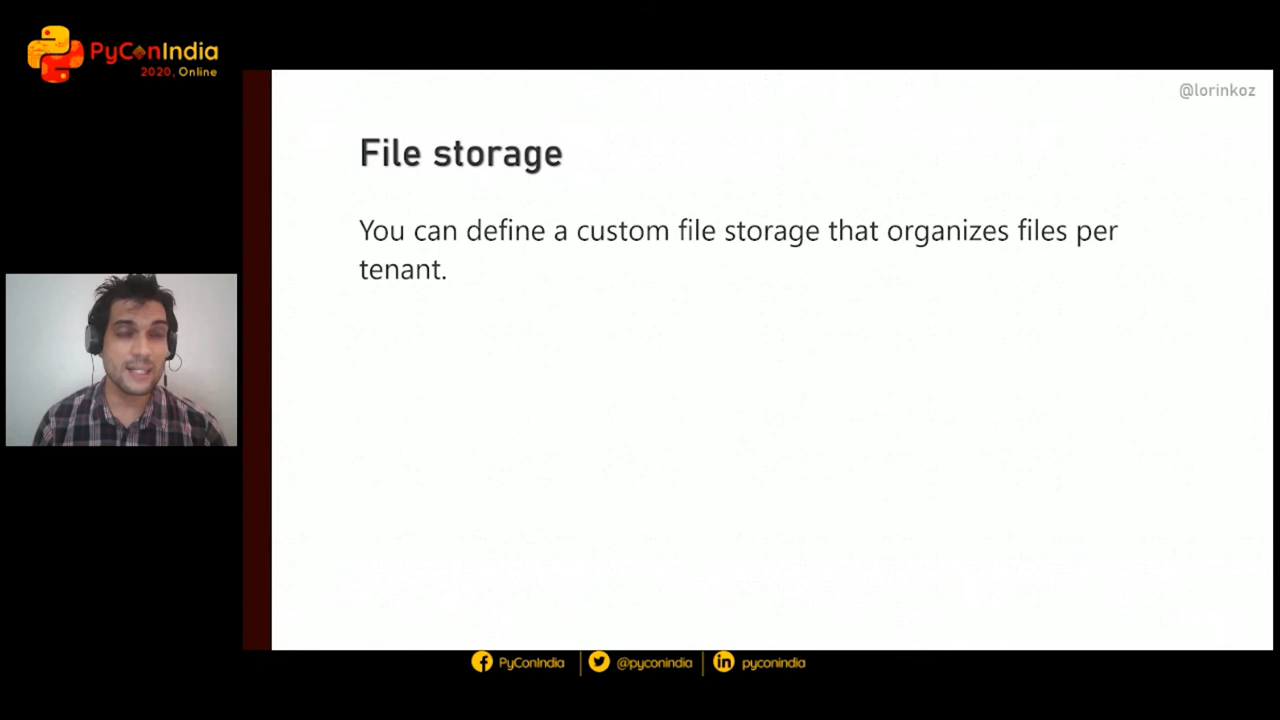 PyConIndia
2020, Online
@lorinkoz
File storage
You can define a custom file storage that organizes files per
tenant.
PyConIndia
@pyconindia
pyconindia